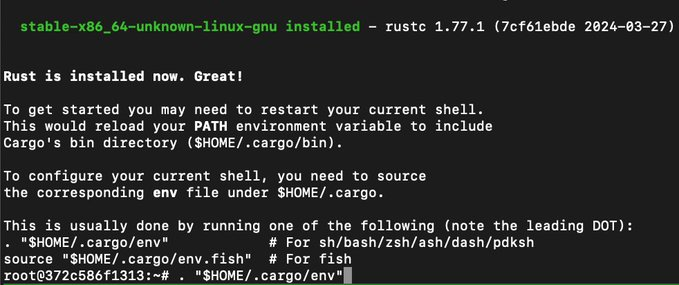 stable-x86_64-unknown-linux-gnu installed - rustc 1.77.1 (7cf61ebde 2024-03-27)
Rust is installed now. Great!
To get started you may need to restart your current shell.
This would reload your PATH environment variable to include
Cargo's bin directory ($HOME/.cargo/bin).
To configure your current shell, you need to source
the corresponding env file under $HOME/.cargo.
This is usually done by running one of the following (note the leading DOT):
. "$HOME/.cargo/env"            # For sh/bash/zsh/ash/dash/pdksh
source "$HOME/.cargo/env.fish"  # For fish
root@372c586f1313:~# . "$HOME/.cargo/env"